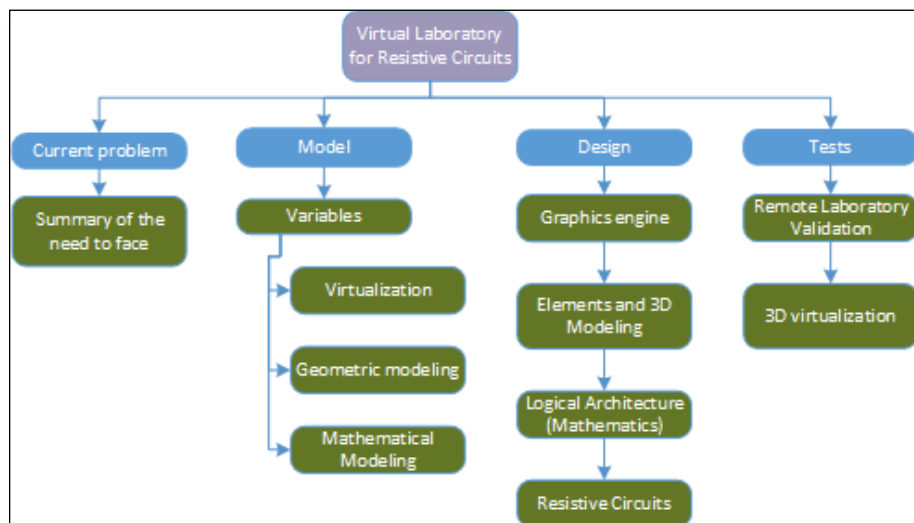 Virtual Laboratory
for Resistive Circuits
Current problem
Model
Design
Tests
Summary of the
need to face
Variables
Virtualization
Geometric modeling
Mathematical
Modeling
Graphics engine
Elements and 3D
Modeling
Logical Architecture
(Mathematics)
Resistive Circuits
Remote Laboratory
Validation
3D virtualization